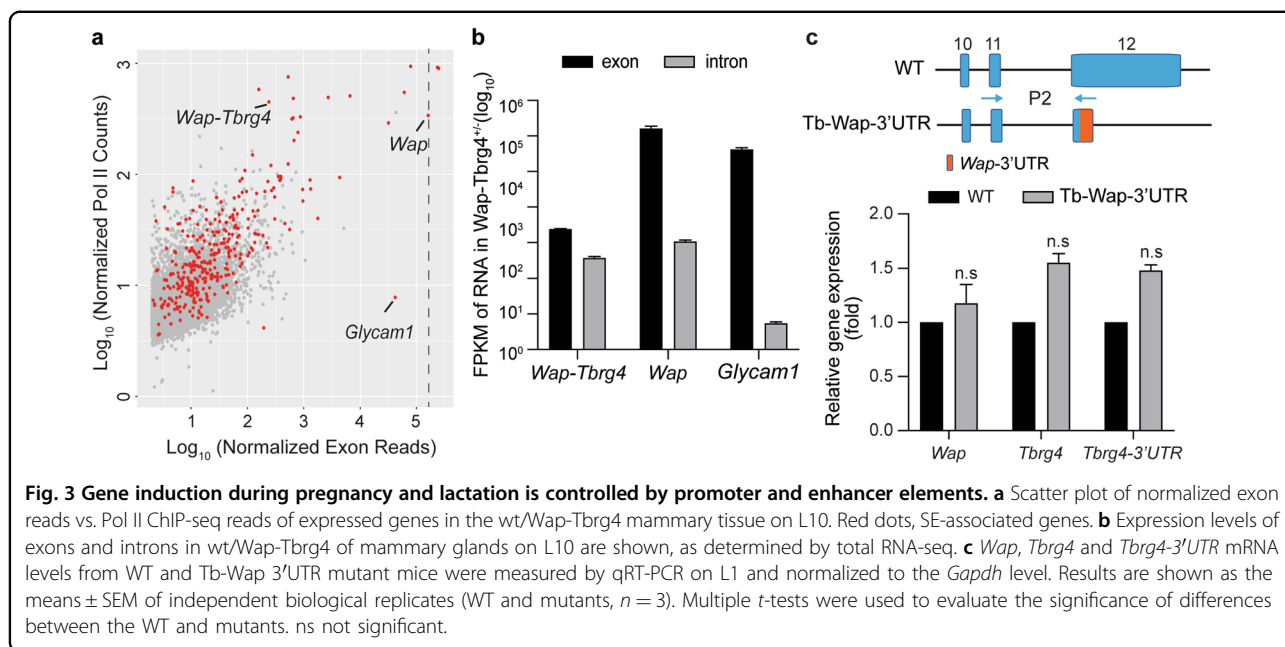 a
Log10 (Normalized Pol II Counts)
3
2
1
0
Wap-Tbrg4
Wap
Glycam1
1 2 3 4 5
Log10 (Normalized Exon Reads)
b
exon intron
FPKM of RNA in Wap-Tbrg4+/-(log10)
10^6
10^5
10^3
10^2
10^1
10^0
Wap-Tbrg4 Wap Glycam1
c
10 11 12
WT
P2
Tb-Wap-3'UTR
Wap-3'UTR
WT Tb-Wap-3'UTR
Relative gene expression
(fold)
2.0
1.5
1.0
0.5
0.0
n.s n.s n.s
Wap Tbrg4 Tbrg4-3'UTR
Fig. 3 Gene induction during pregnancy and lactation is controlled by promoter and enhancer elements. a Scatter plot of normalized exon
reads vs. Pol II ChIP-seq reads of expressed genes in the wt/Wap-Tbrg4 mammary tissue on L10. Red dots, SE-associated genes. b Expression levels of
exons and introns in wt/Wap-Tbrg4 of mammary glands on L10 are shown, as determined by total RNA-seq. c Wap, Tbrg4 and Tbrg4-3′UTR mRNA
levels from WT and Tb-Wap 3′UTR mutant mice were measured by qRT-PCR on L1 and normalized to the Gapdh level. Results are shown as the
means ± SEM of independent biological replicates (WT and mutants, n = 3). Multiple t-tests were used to evaluate the significance of differences
between the WT and mutants. ns not significant.